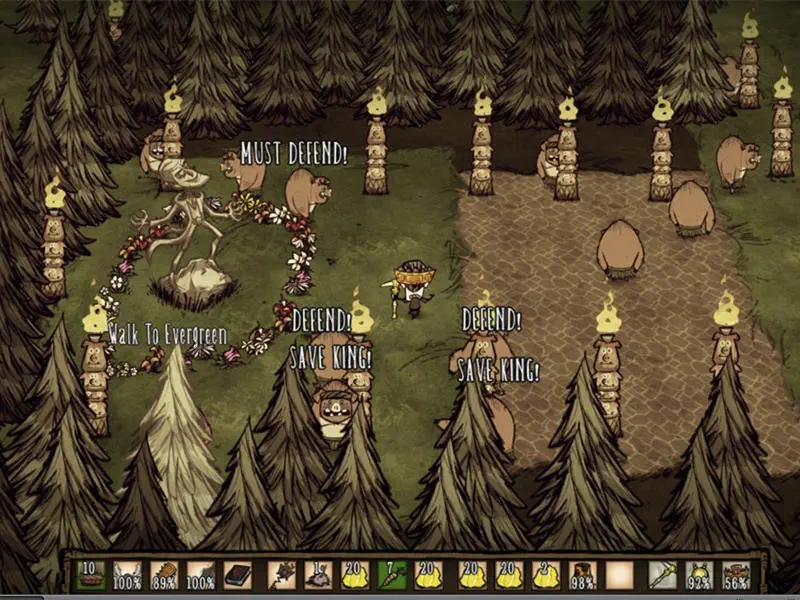 MUST DEFEND!
DEFEND!
DEFEND!
Walk To Evergreen
SAVE KING!
SAVE KING!
10
100%
89%
100%
1
20
7
20
20
20
2
98%
92%
56%